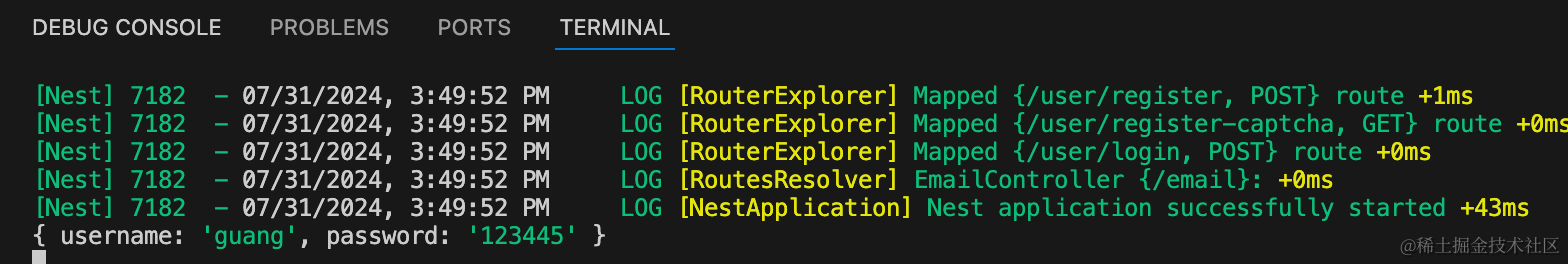 DEBUG CONSOLE PROBLEMS PORTS TERMINAL
[Nest] 7182  - 07/31/2024, 3:49:52 PM     LOG [RouterExplorer] Mapped {/user/register, POST} route +1ms
[Nest] 7182  - 07/31/2024, 3:49:52 PM     LOG [RouterExplorer] Mapped {/user/register-captcha, GET} route +0ms
[Nest] 7182  - 07/31/2024, 3:49:52 PM     LOG [RouterExplorer] Mapped {/user/login, POST} route +0ms
[Nest] 7182  - 07/31/2024, 3:49:52 PM     LOG [RoutesResolver] EmailController {/email}: +0ms
[Nest] 7182  - 07/31/2024, 3:49:52 PM     LOG [NestApplication] Nest application successfully started +43ms
{ username: 'guang', password: '123445' }
@稀土掘金技术社区